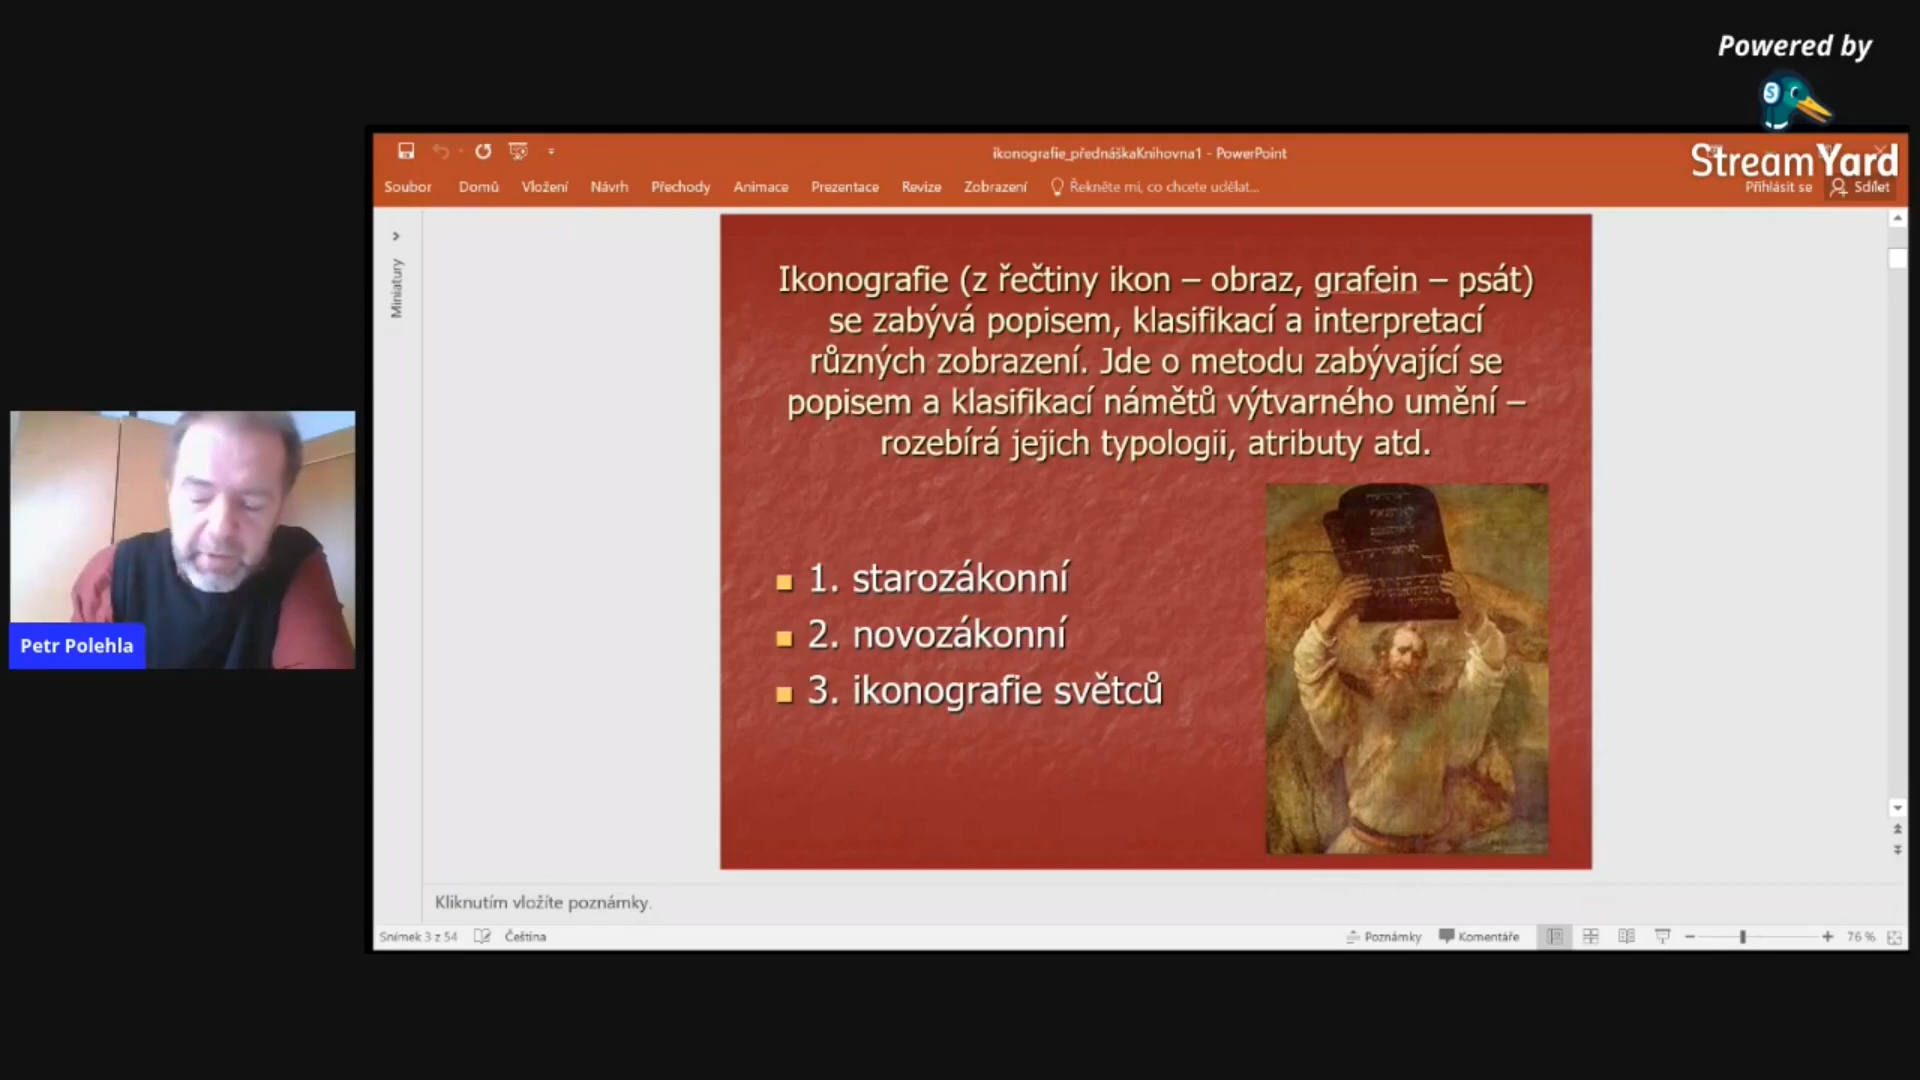 Powered by
StreamYard
ikonografie_přednáškaKnihovna1 - PowerPoint
Soubor Domů Vložení Návrh Přechody Animace Prezentace Revize Zobrazení Řekněte mi, co chcete udělat... Přihlásit se Sdílet
Miniatury
Ikonografie (z řečtiny ikon – obraz, grafein – psát)
se zabývá popisem, klasifikací a interpretací
různých zobrazení. Jde o metodu zabývající se
popisem a klasifikací námětů výtvarného umění –
rozebírá jejich typologii, atributy atd.
1. starozákonní
2. novozákonní
3. ikonografie světců
Petr Polehla
Kliknutím vložíte poznámky.
Snímek 3 z 54 Čeština Poznámky Komentáře 76 %